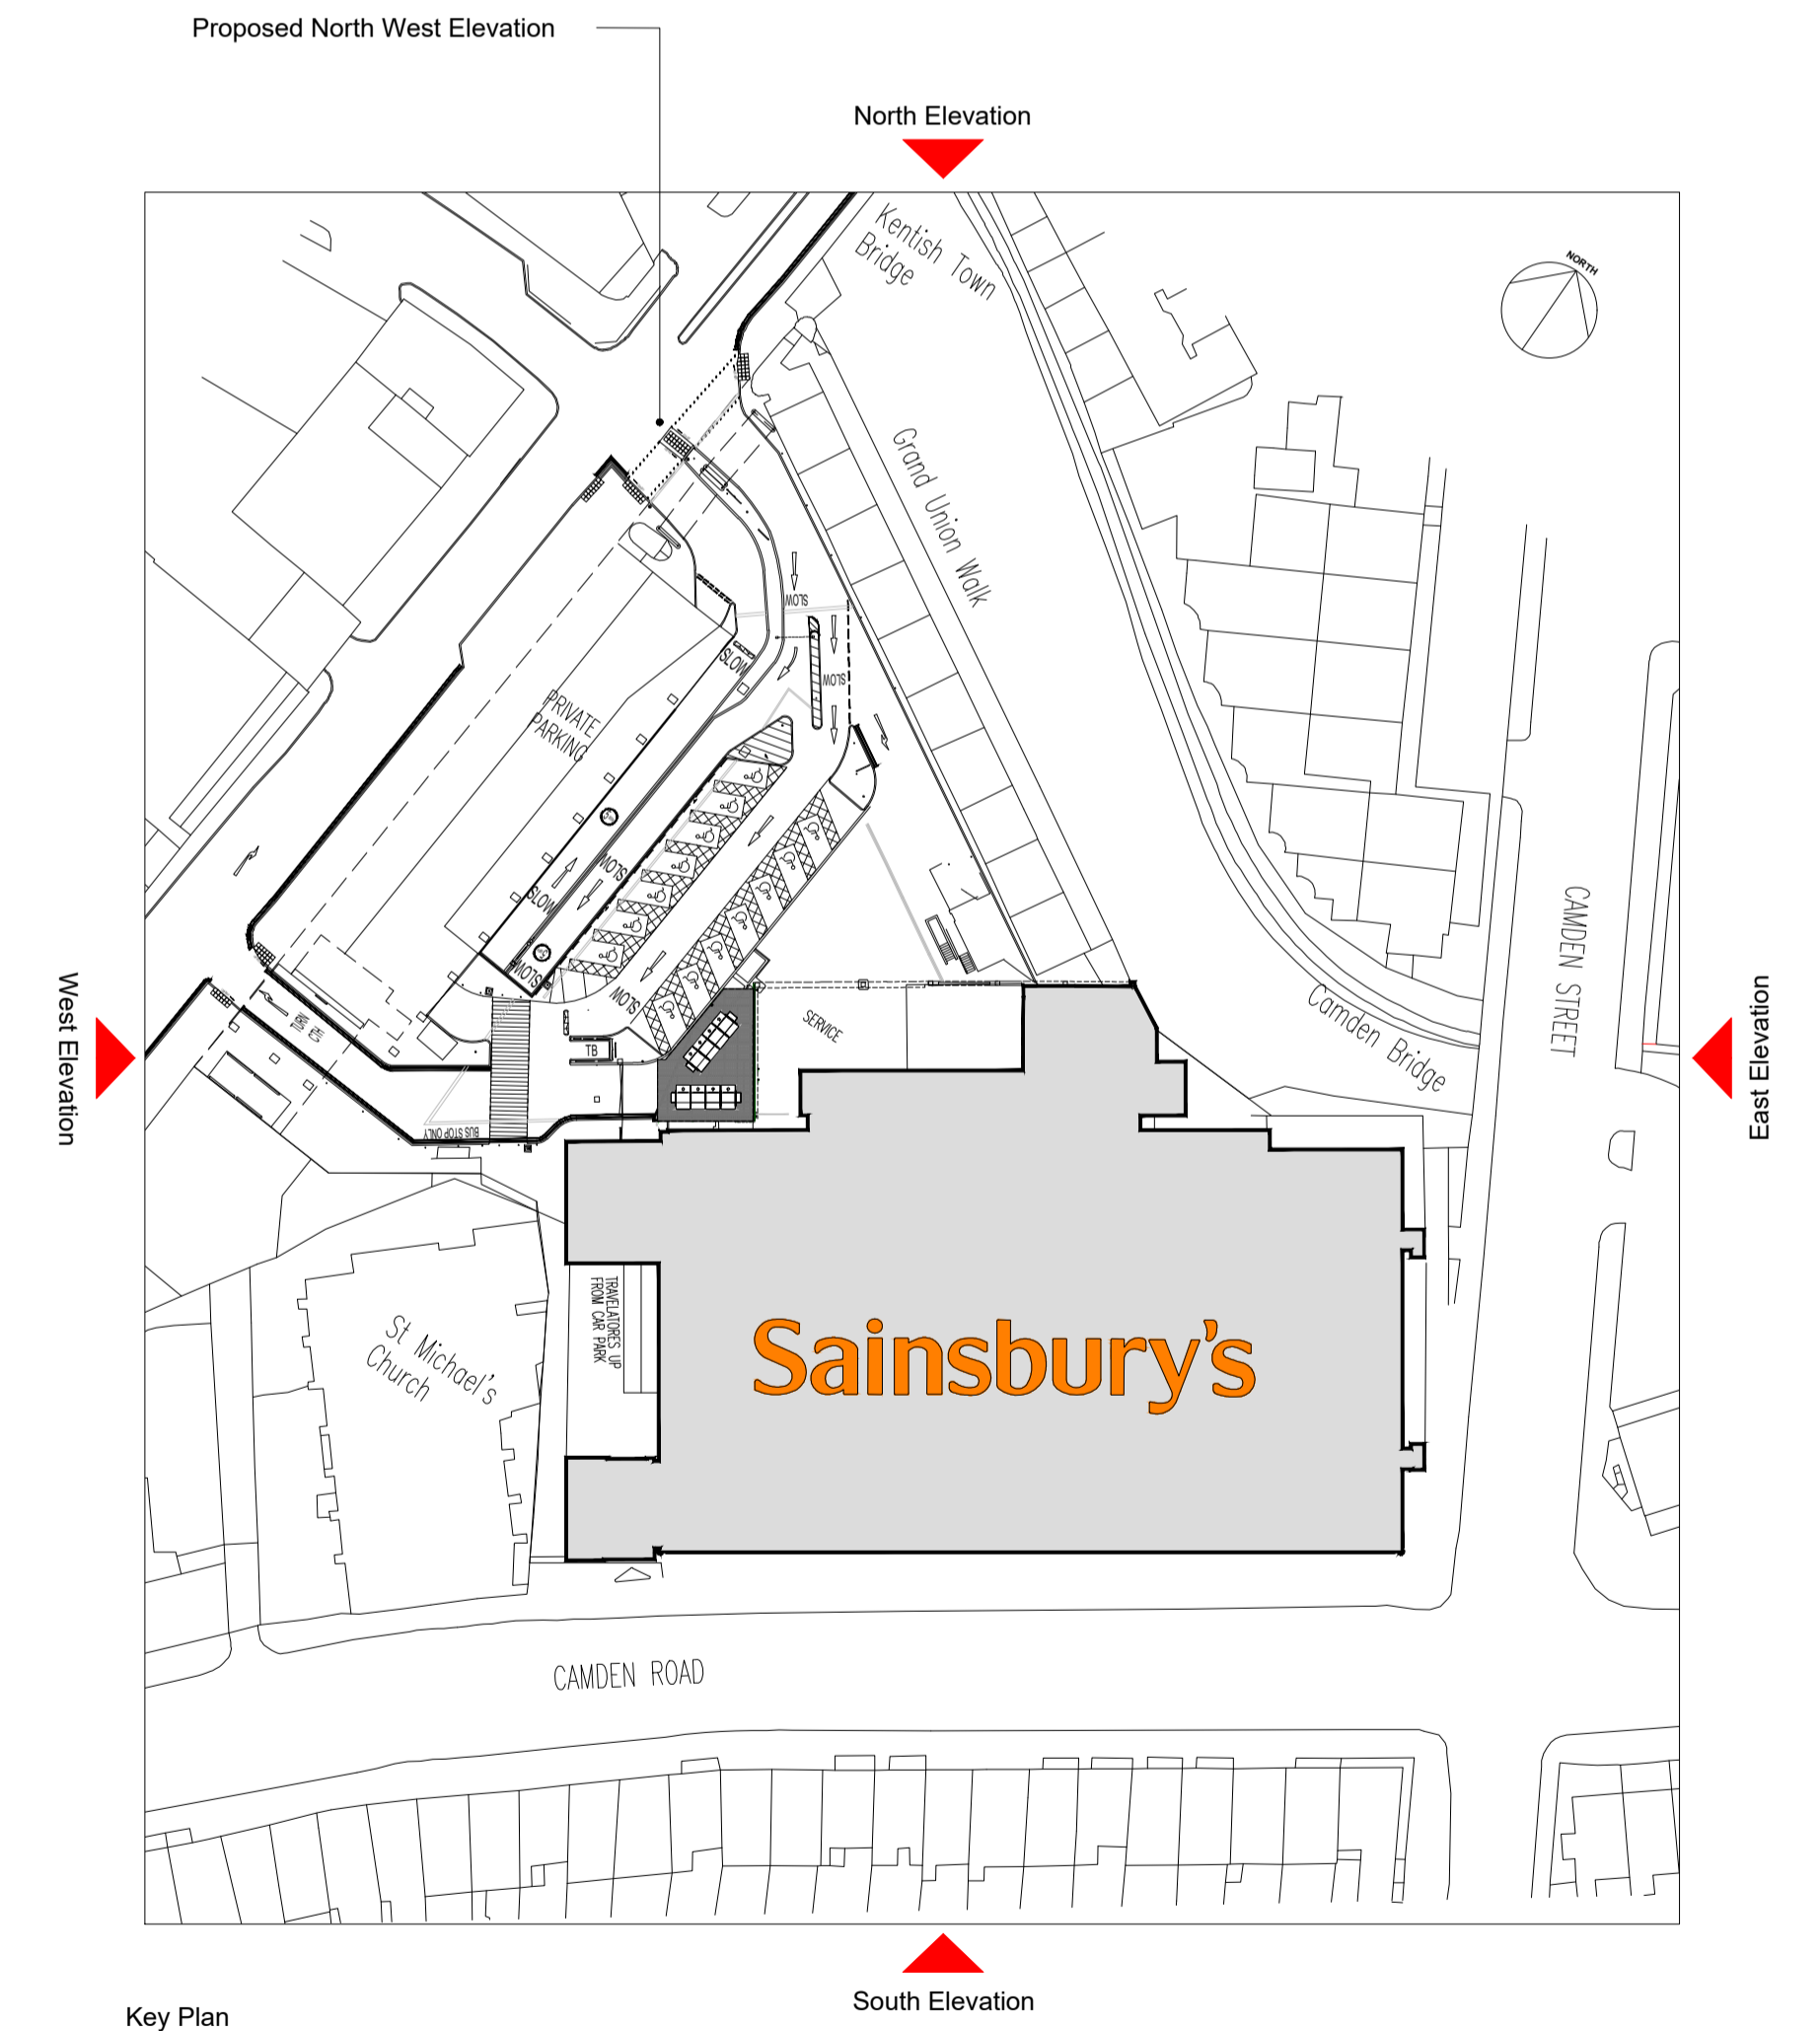 Proposed North West Elevation
North Elevation
Kentish Town
Bridge
NORTH
Grand Union Walk
SLOW
SLOW
SLOW
PRIVATE
PARKING
SLOW
SLOW
SLOW
SLOW
CAMDEN STREET
Camden Bridge
West Elevation
East Elevation
SERVICE
TB
BUS STOP ONLY
TRAVELATORES UP
FROM CAR PARK
St Michael's
Church
Sainsbury's
CAMDEN ROAD
South Elevation
Key Plan